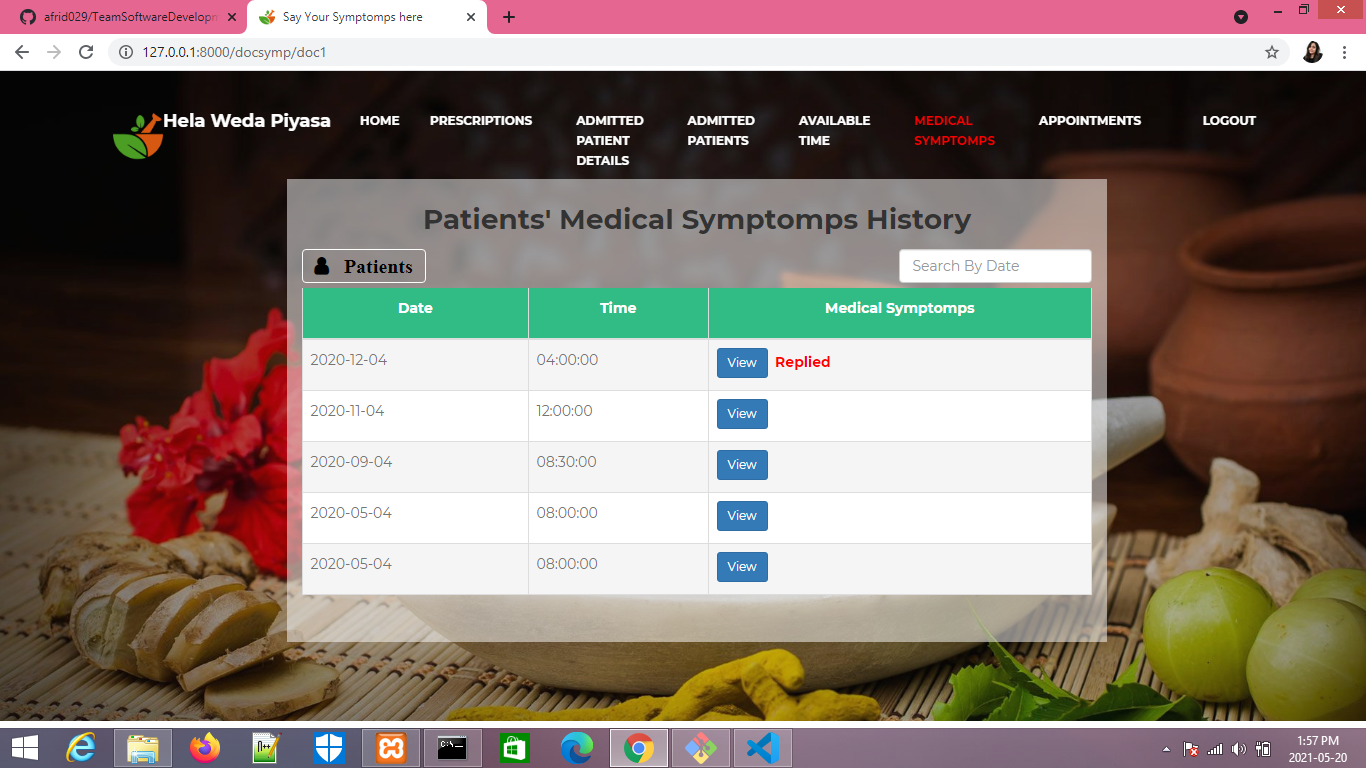 afrid029/TeamSoftwareDevelopm
Say Your Symptomps here
127.0.0.1:8000/docsymp/doc1
Hela Weda Piyasa
HOME
PRESCRIPTIONS
ADMITTED
PATIENT
DETAILS
ADMITTED
PATIENTS
AVAILABLE
TIME
MEDICAL
SYMPTOMPS
APPOINTMENTS
LOGOUT
Patients' Medical Symptomps History
Patients
Search By Date
Date Time Medical Symptomps
2020-12-04 04:00:00 View Replied
2020-11-04 12:00:00 View
2020-09-04 08:30:00 View
2020-05-04 08:00:00 View
2020-05-04 08:00:00 View
C:\.
1:57 PM
2021-05-20